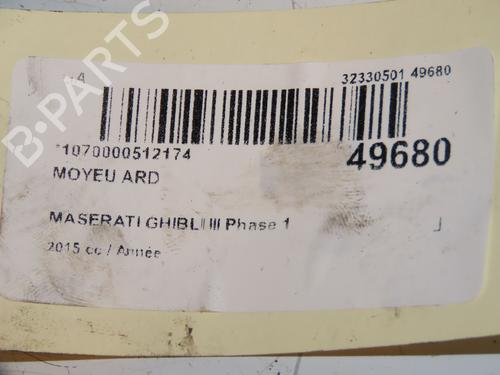 B-PARTS
32330501 49680
*1070000512174
49680
MOYEU ARD
MASERATI GHIBLI III Phase 1
2015 cc / Année